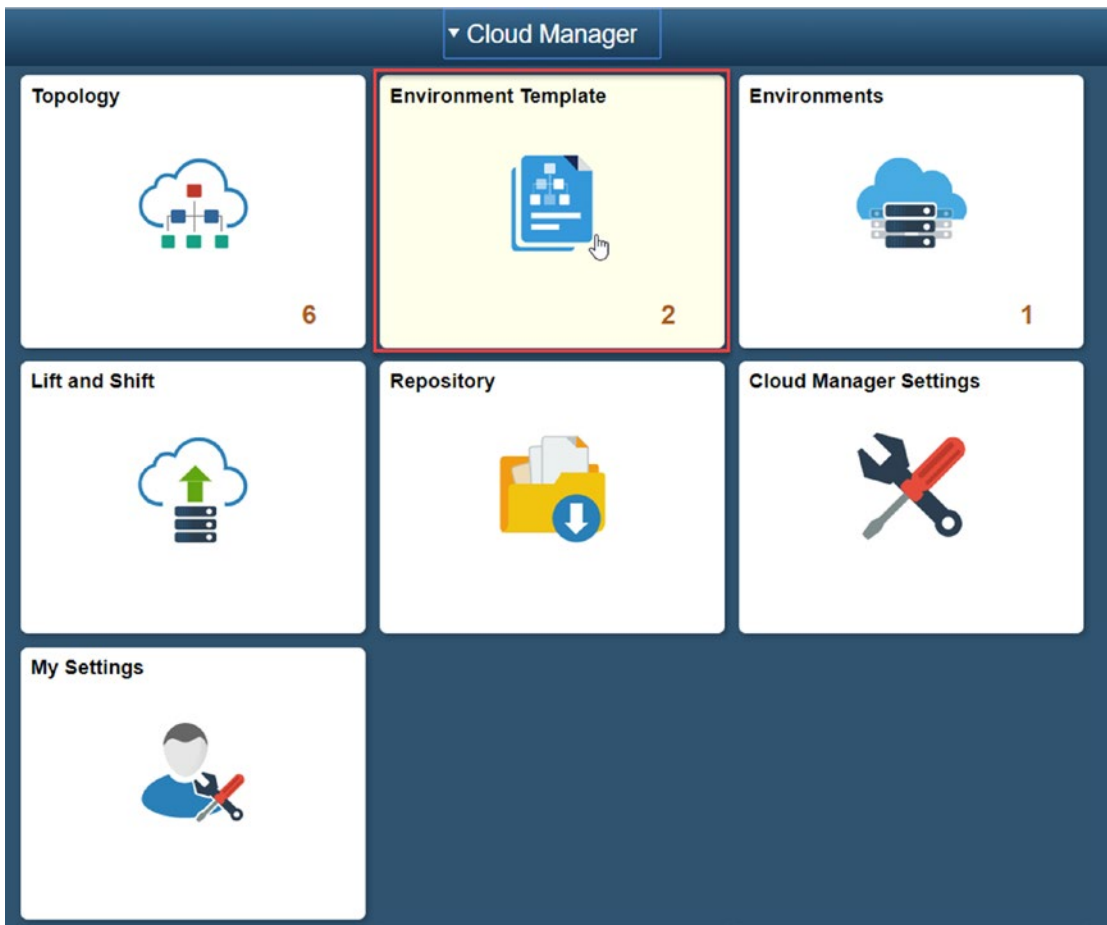 Cloud Manager
Topology
6
Environment Template
2
Environments
1
Lift and Shift
Repository
Cloud Manager Settings
My Settings